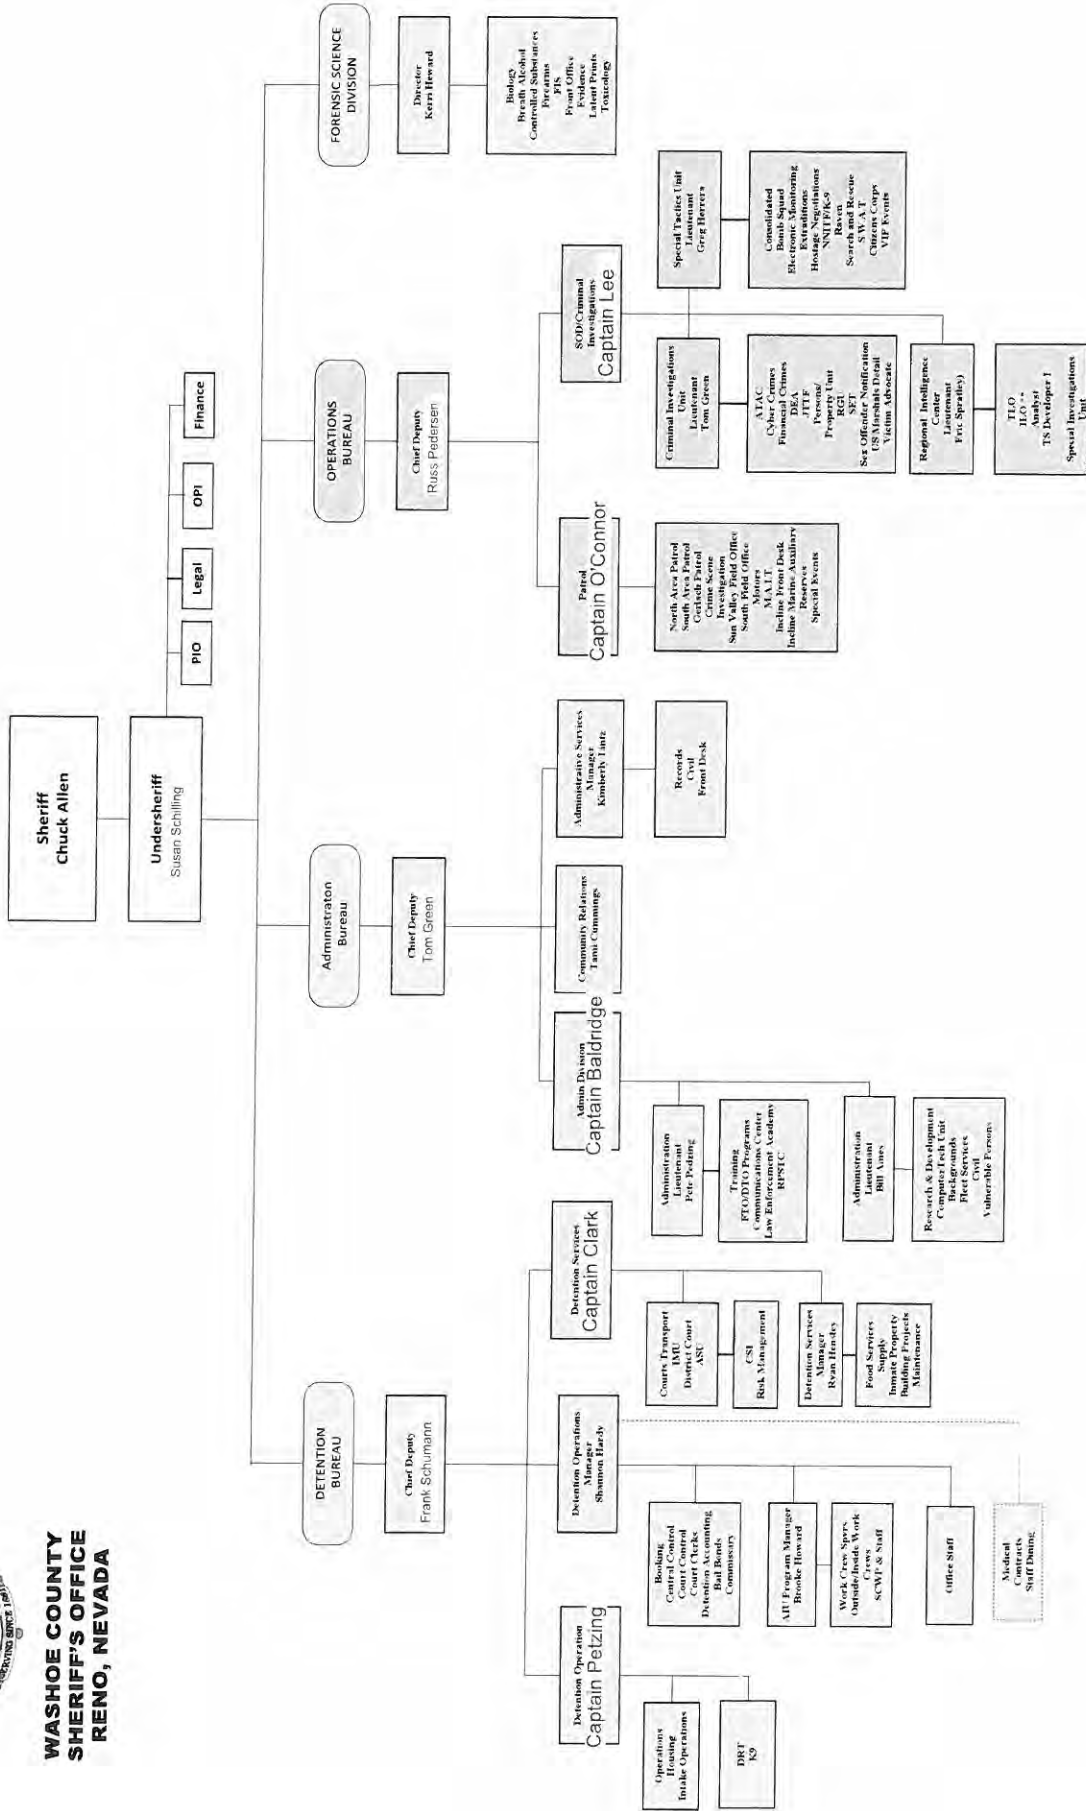 WASHOE COUNTY
SHERIFF'S OFFICE
RENO, NEVADA
Sheriff
Chuck Allen
Undersheriff
Susan Schilling
PIO
Legal
OPI
Finance
DETENTION
BUREAU
Chief Deputy
Frank Schumann
Detention Operation
Captain Petzing
Operations
Housing
Intake Operations
DRT
K9
Detention Operations
Manager
Shannon Hardy
Booking
Central Control
Court Control
Court Clerks
Detention Accounting
Bail Bonds
Commissary
AIU Program Manager
Brooke Howard
Work Crew Spvrs
Outside/Inside Work
Crews
SCWP & Staff
Office Staff
Medical
Contracts
Staff Dining
Detention Services
Captain Clark
Courts Transport
IMU
District Court
ASU
CSI
Risk Management
Detention Services
Manager
Ryan Hensley
Food Services
Supply
Inmate Property
Building Projects
Maintenance
Administraton
Bureau
Chief Deputy
Tom Green
Admin Division
Captain Baldridge
Administration
Lieutenant
Pete
Training
FTO/DTO Programs
Communications Center
Law Enforcement Academy
RPSTC
Administration
Lieutenant
Bill Ames
Research & Development
ComputerTech Unit
Backgrounds
Fleet Services
Civil
Vulnerable Persons
Community Relations
Tami Cummings
Administrative Services
Manager
Kimberly
Records
Civil
Front Desk
OPERATIONS
BUREAU
Chief Deputy
Russ Pedersen
Patrol
Captain O'Connor
North Area Patrol
South Area Patrol
Gerlach Patrol
Crime Scene
Investigation
Sun Valley Field Office
South Field Office
Motors
M.A.I.T.
Incline Front Desk
Incline Marine Auxiliary
Reserves
Special Events
SOD/Criminal
Investigations
Captain Lee
Criminal Investigations
Unit
Lieutenant
Tom Green
ATAC
Cyber Crimes
Financial Crimes
DEA
JTTF
Persons/
Property Unit
RGU
SET
Sex Offender Notification
US Marshals Detail
Victim Advocate
Special Tactics Unit
Lieutenant
Greg Herrera
Consolidated
Bomb Squad
Electronic Monitoring
Extraditions
Hostage Negotiations
NNITF/K-9
Raven
Search and Rescue
S.W.A.T.
Citizens Corps
VIP Events
Regional Intelligence
Center
Lieutenant
Eric Spratley)
TLO
ILO **
Analyst
TS Developer I
Special Investigations
Unit
FORENSIC SCIENCE
DIVISION
Director
Kerri Heward
Biology
Breath Alcohol
Controlled Substances
Firearms
FIS
Front Office
Evidence
Latent Prints
Toxicology